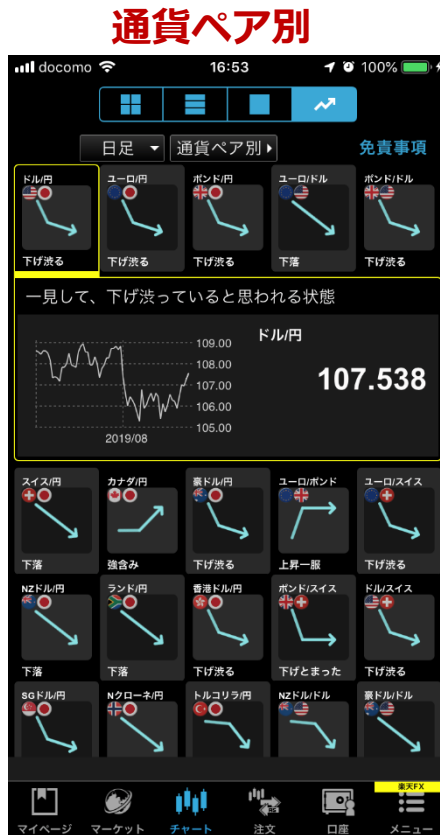 通貨ペア別
docomo 16:53 100%
日足 通貨ペア別 免責事項
ドル/円 ユーロ/円 ポンド/円 ユーロ/ドル ポンド/ドル
下げ渋る 下げ渋る 下げ渋る 下落 下げ渋る
一見して、下げ渋っていると思われる状態
ドル/円
109.00
108.00
107.538
107.00
106.00
105.00
2019/08
スイス/円 カナダ/円 豪ドル/円 ユーロ/ポンド ユーロ/スイス
下落 強含み 下げ渋る 上昇一服 下げ渋る
NZドル/円 ランド/円 香港ドル/円 ポンド/スイス ドル/スイス
下落 下落 下げ渋る 下げとまった 下げ渋る
SGドル/円 Nクローネ/円 トルコリラ/円 NZドル/ドル 豪ドル/ドル
楽天FX
マイページ マーケット チャート 注文 口座 メニュー